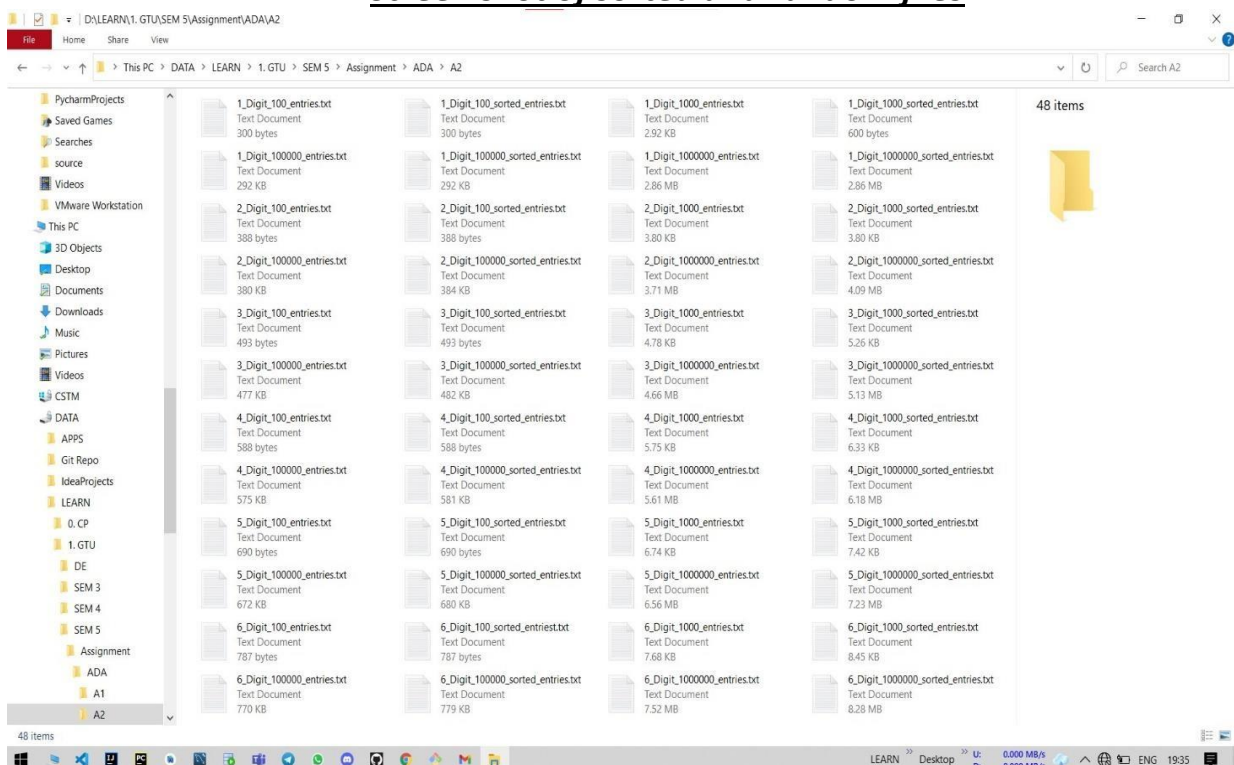 D:\LEARN\1. GTU\SEM 5\Assignment\ADA\A2
File Home Share View
This PC > DATA > LEARN > 1. GTU > SEM 5 > Assignment > ADA > A2
Search A2
PycharmProjects
Saved Games
Searches
source
Videos
VMware Workstation
This PC
3D Objects
Desktop
Documents
Downloads
Music
Pictures
Videos
CSTM
DATA
APPS
Git Repo
IdeaProjects
LEARN
0. CP
1. GTU
DE
SEM 3
SEM 4
SEM 5
Assignment
ADA
A1
A2
1_Digit_100_entries.txt 1_Digit_100_sorted_entries.txt 1_Digit_1000_entries.txt 1_Digit_1000_sorted_entries.txt
Text Document Text Document Text Document Text Document
300 bytes 300 bytes 2.92 KB 600 bytes
1_Digit_100000_entries.txt 1_Digit_100000_sorted_entries.txt 1_Digit_1000000_entries.txt 1_Digit_1000000_sorted_entries.txt
Text Document Text Document Text Document Text Document
292 KB 292 KB 2.86 MB 2.86 MB
2_Digit_100_entries.txt 2_Digit_100_sorted_entries.txt 2_Digit_1000_entries.txt 2_Digit_1000_sorted_entries.txt
Text Document Text Document Text Document Text Document
388 bytes 388 bytes 3.80 KB 3.80 KB
2_Digit_100000_entries.txt 2_Digit_100000_sorted_entries.txt 2_Digit_1000000_entries.txt 2_Digit_1000000_sorted_entries.txt
Text Document Text Document Text Document Text Document
380 KB 384 KB 3.71 MB 4.09 MB
3_Digit_100_entries.txt 3_Digit_100_sorted_entries.txt 3_Digit_1000_entries.txt 3_Digit_1000_sorted_entries.txt
Text Document Text Document Text Document Text Document
493 bytes 493 bytes 4.78 KB 5.26 KB
3_Digit_100000_entries.txt 3_Digit_100000_sorted_entries.txt 3_Digit_1000000_entries.txt 3_Digit_1000000_sorted_entries.txt
Text Document Text Document Text Document Text Document
477 KB 482 KB 4.66 MB 5.13 MB
4_Digit_100_entries.txt 4_Digit_100_sorted_entries.txt 4_Digit_1000_entries.txt 4_Digit_1000_sorted_entries.txt
Text Document Text Document Text Document Text Document
588 bytes 588 bytes 5.75 KB 6.33 KB
4_Digit_100000_entries.txt 4_Digit_100000_sorted_entries.txt 4_Digit_1000000_entries.txt 4_Digit_1000000_sorted_entries.txt
Text Document Text Document Text Document Text Document
575 KB 581 KB 5.61 MB 6.18 MB
5_Digit_100_entries.txt 5_Digit_100_sorted_entries.txt 5_Digit_1000_entries.txt 5_Digit_1000_sorted_entries.txt
Text Document Text Document Text Document Text Document
690 bytes 690 bytes 6.74 KB 7.42 KB
5_Digit_100000_entries.txt 5_Digit_100000_sorted_entries.txt 5_Digit_1000000_entries.txt 5_Digit_1000000_sorted_entries.txt
Text Document Text Document Text Document Text Document
672 KB 680 KB 6.56 MB 7.23 MB
6_Digit_100_entries.txt 6_Digit_100_sorted_entriest.txt 6_Digit_1000_entries.txt 6_Digit_1000_sorted_entries.txt
Text Document Text Document Text Document Text Document
787 bytes 787 bytes 7.68 KB 8.45 KB
6_Digit_100000_entries.txt 6_Digit_100000_sorted_entries.txt 6_Digit_1000000_entries.txt 6_Digit_1000000_sorted_entries.txt
Text Document Text Document Text Document Text Document
770 KB 779 KB 7.52 MB 8.28 MB
48 items
48 items
LEARN Desktop U: 0.000 MB/s ENG 19:35